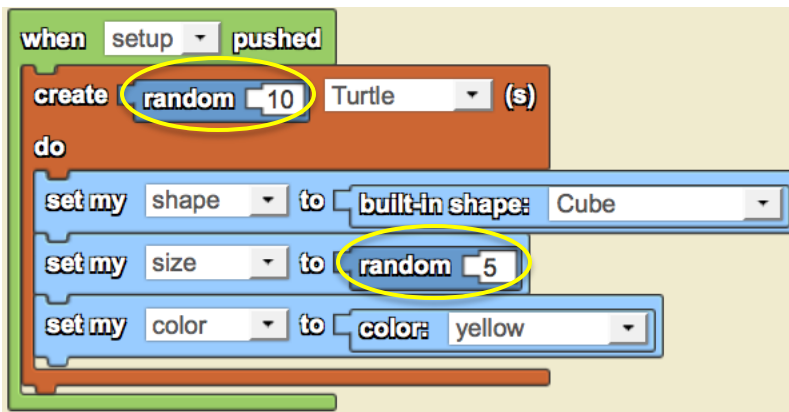 when setup pushed
create random 10 Turtle (s)
do
set my shape to built-in shape: Cube
set my size to random 5
set my color to color: yellow